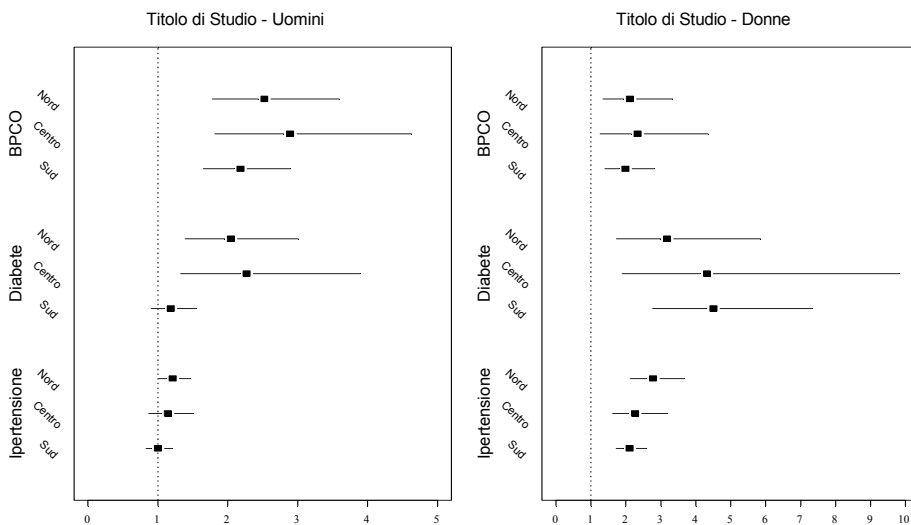 Titolo di Studio - Uomini
BPCO
Nord
Centro
Sud
Diabete
Nord
Centro
Sud
Ipertensione
Nord
Centro
Sud
0 1 2 3 4 5
Titolo di Studio - Donne
BPCO
Nord
Centro
Sud
Diabete
Nord
Centro
Sud
Ipertensione
Nord
Centro
Sud
0 1 2 3 4 5 6 7 8 9 10